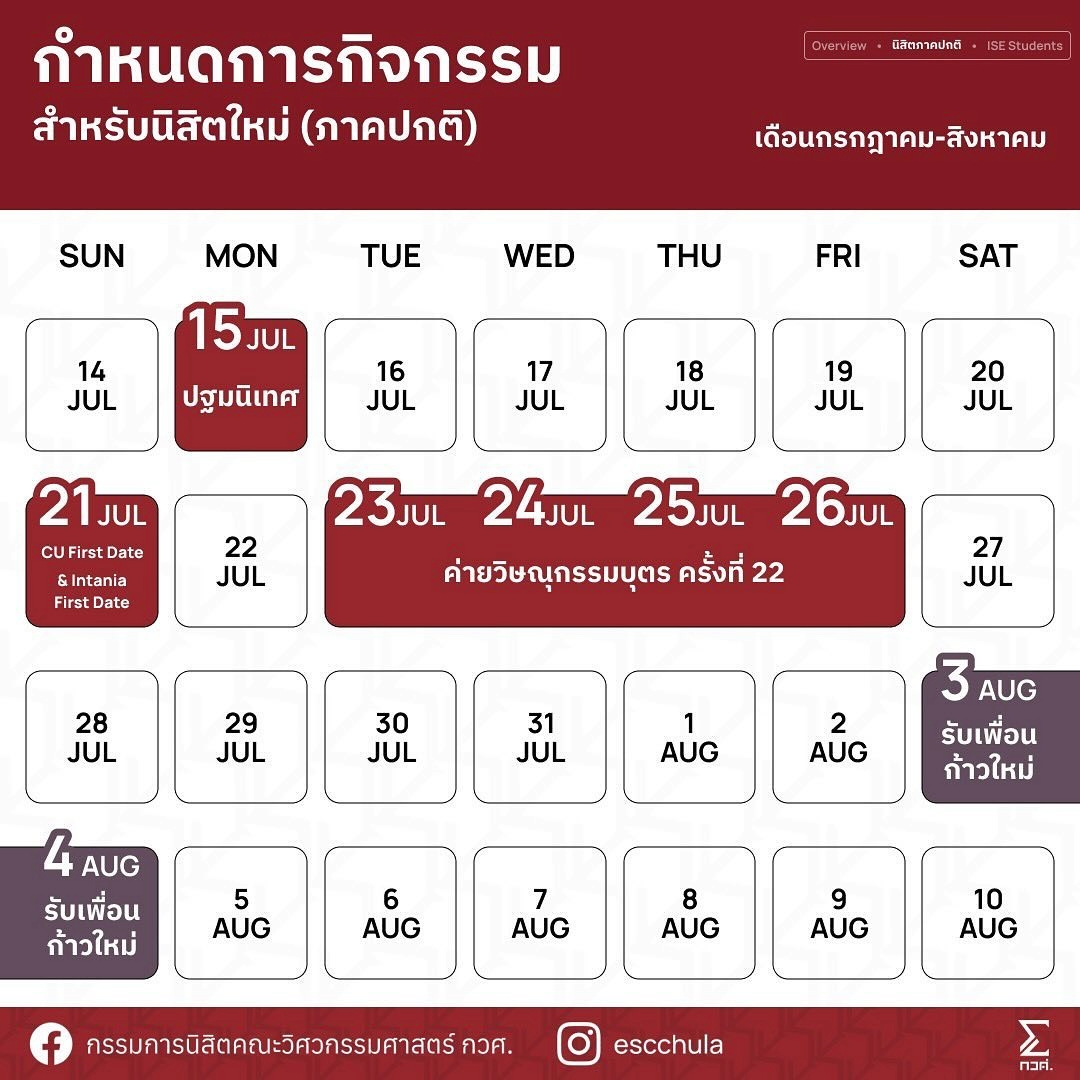 กำหนดการกิจกรรม
สำหรับนิสิตใหม่ (ภาคปกติ)
Overview • นิสิตภาคปกติ • ISE Students
เดือนกรกฎาคม-สิงหาคม
SUN MON TUE WED THU FRI SAT
14 JUL
15 JUL
ปฐมนิเทศ
16 JUL
17 JUL
18 JUL
19 JUL
20 JUL
21 JUL
CU First Date
& Intania
First Date
22 JUL
23 JUL 24 JUL 25 JUL 26 JUL
ค่ายวิษณุกรรมบุตร ครั้งที่ 22
27 JUL
28 JUL
29 JUL
30 JUL
31 JUL
1 AUG
2 AUG
3 AUG
รับเพื่อน
ก้าวใหม่
4 AUG
รับเพื่อน
ก้าวใหม่
5 AUG
6 AUG
7 AUG
8 AUG
9 AUG
10 AUG
กรรมการนิสิตคณะวิศวกรรมศาสตร์ กวศ.
escchula
กวศ.